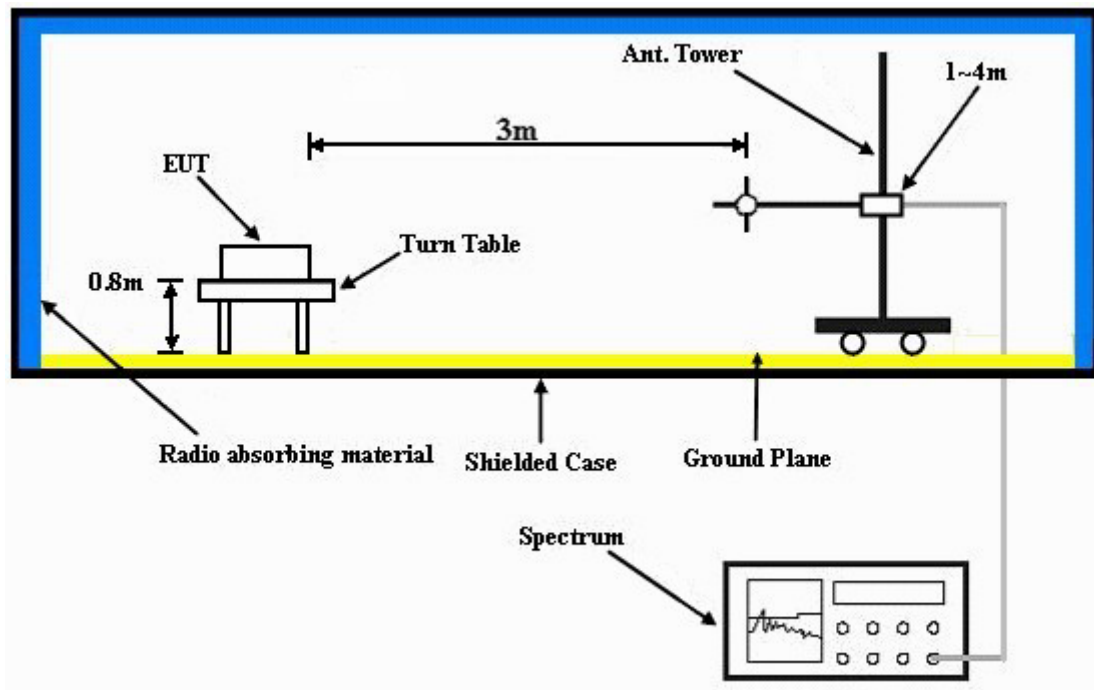 Ant. Tower
1~4m
3m
EUT
Turn Table
0.8m
Radio absorbing material
Shielded Case
Ground Plane
Spectrum